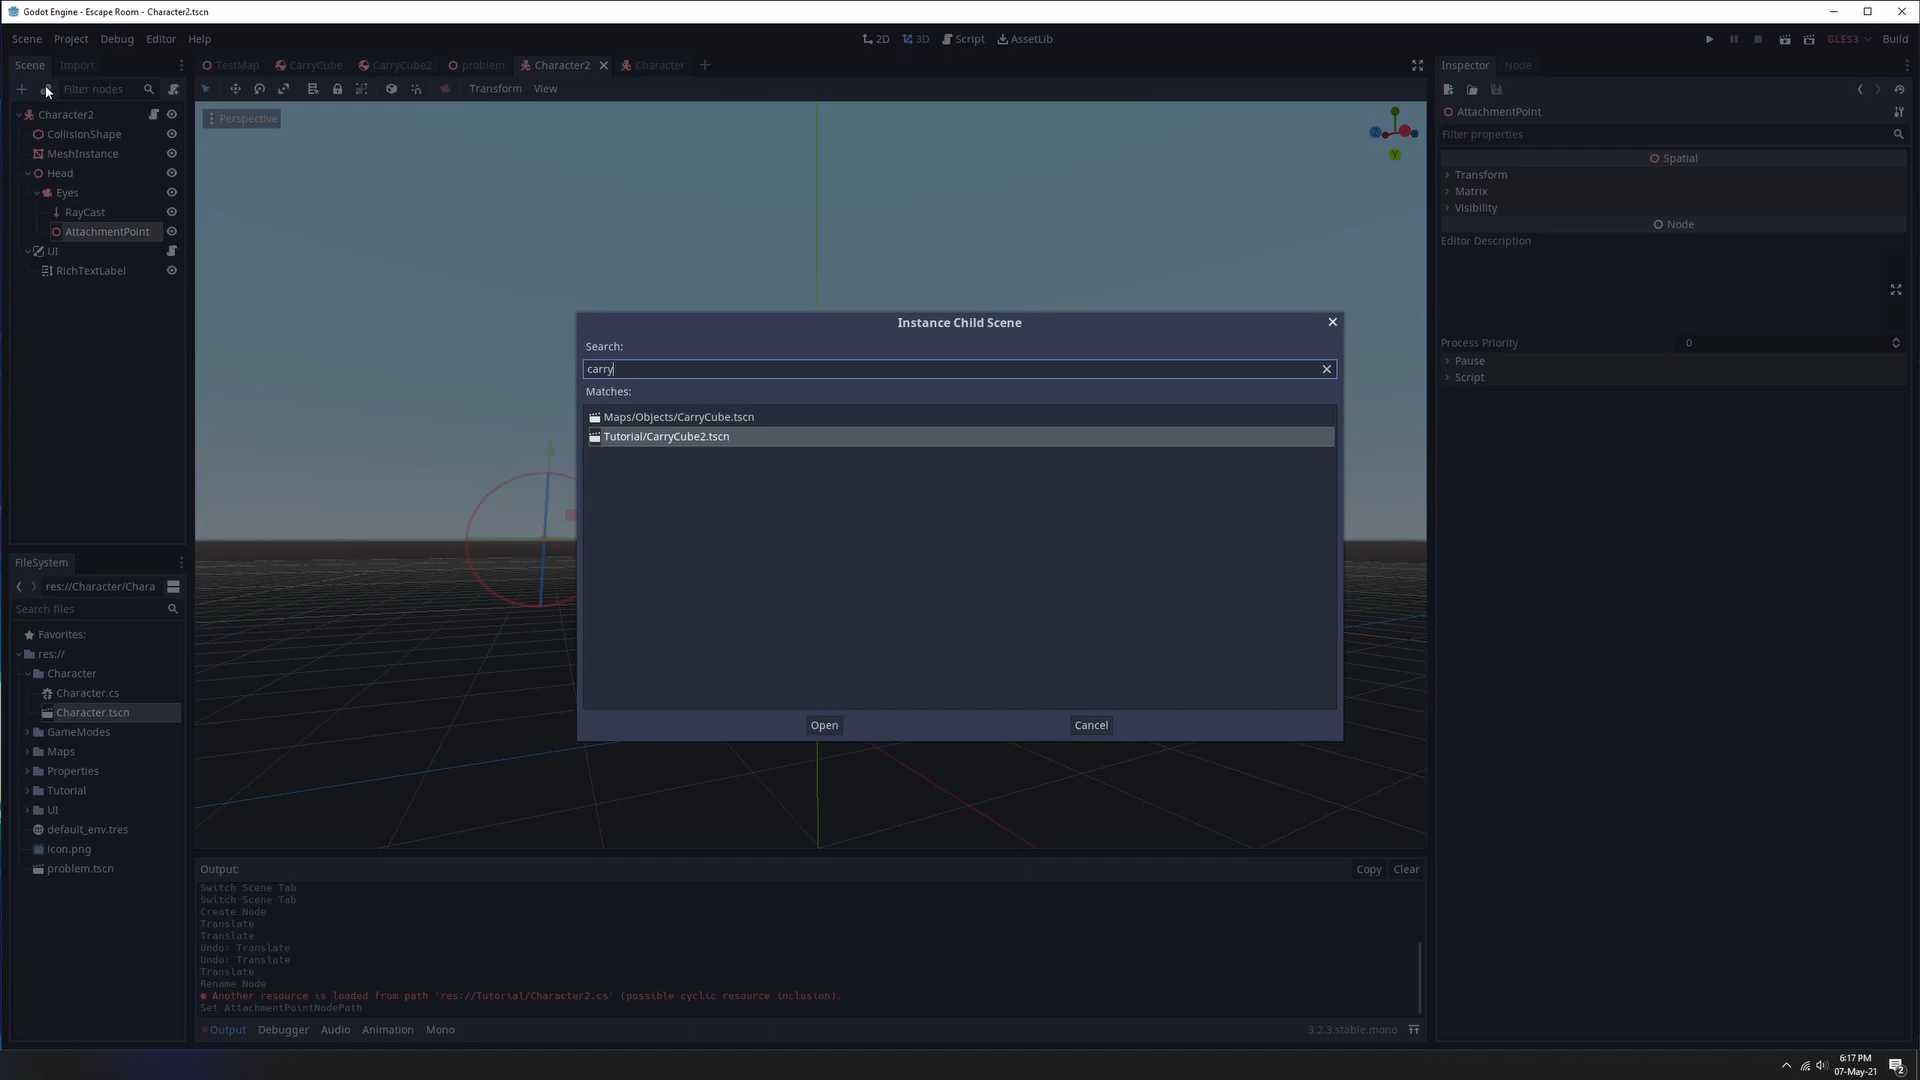 Godot Engine - Escape Room - Character2.tscn
Scene Project Debug Editor Help
2D 3D Script AssetLib
GLES3 Build
Scene Import
TestMap CarryCube CarryCube2 problem Character2 Character
Inspector Node
Filter nodes
Transform View
Character2
CollisionShape
MeshInstance
Head
Eyes
RayCast
AttachmentPoint
UI
RichTextLabel
Perspective
Y
AttachmentPoint
Filter properties
Spatial
Transform
Matrix
Visibility
Node
Editor Description
Process Priority 0
Pause
Script
Instance Child Scene
Search:
carry
Matches:
Maps/Objects/CarryCube.tscn
Tutorial/CarryCube2.tscn
Open Cancel
FileSystem
res://Character/Chara
Search files
Favorites:
res://
Character
Character.cs
Character.tscn
GameModes
Maps
Properties
Tutorial
UI
default_env.tres
icon.png
problem.tscn
Output: Copy Clear
Switch Scene Tab
Switch Scene Tab
Create Node
Translate
Translate
Undo: Translate
Undo: Translate
Translate
Rename Node
Another resource is loaded from path 'res://Tutorial/Character2.cs' (possible cyclic resource inclusion).
Set AttachmentPointNodePath
Output Debugger Audio Animation Mono 3.2.3.stable.mono
6:17 PM
07-May-21
2